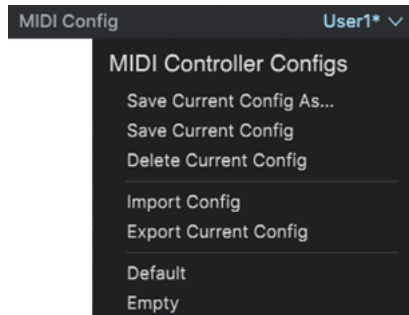 MIDI Config User1*
MIDI Controller Configs
Save Current Config As...
Save Current Config
Delete Current Config
Import Config
Export Current Config
Default
Empty